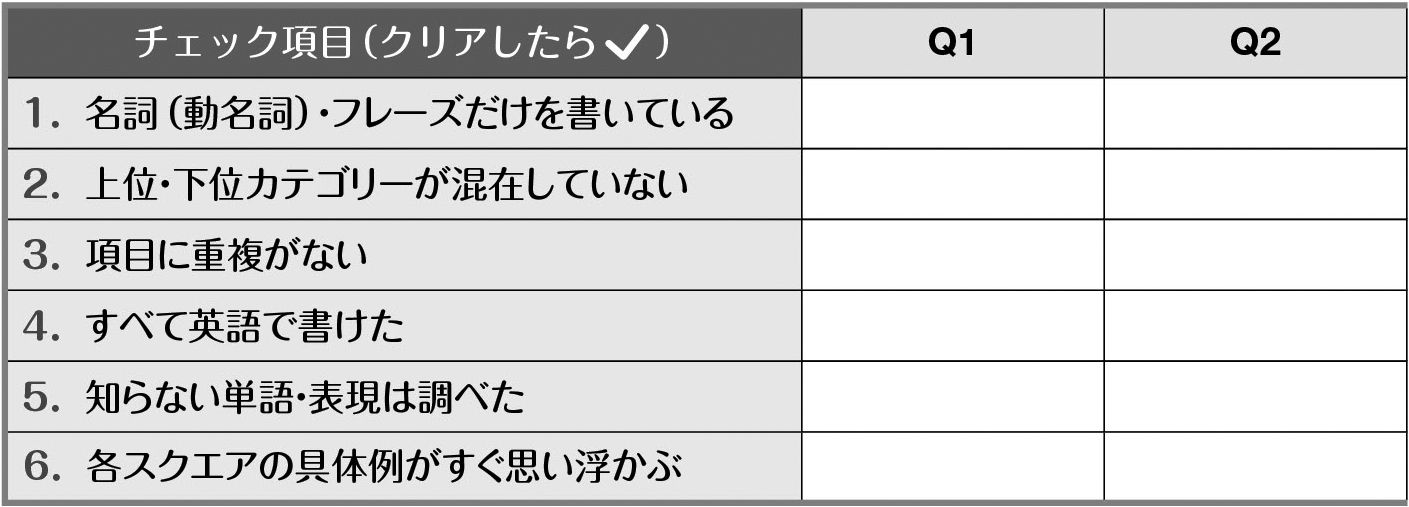 チェック項目（クリアしたら✓） Q1 Q2
1. 名詞（動名詞）・フレーズだけを書いている
2. 上位・下位カテゴリーが混在していない
3. 項目に重複がない
4. すべて英語で書けた
5. 知らない単語・表現は調べた
6. 各スクエアの具体例がすぐ思い浮かぶ